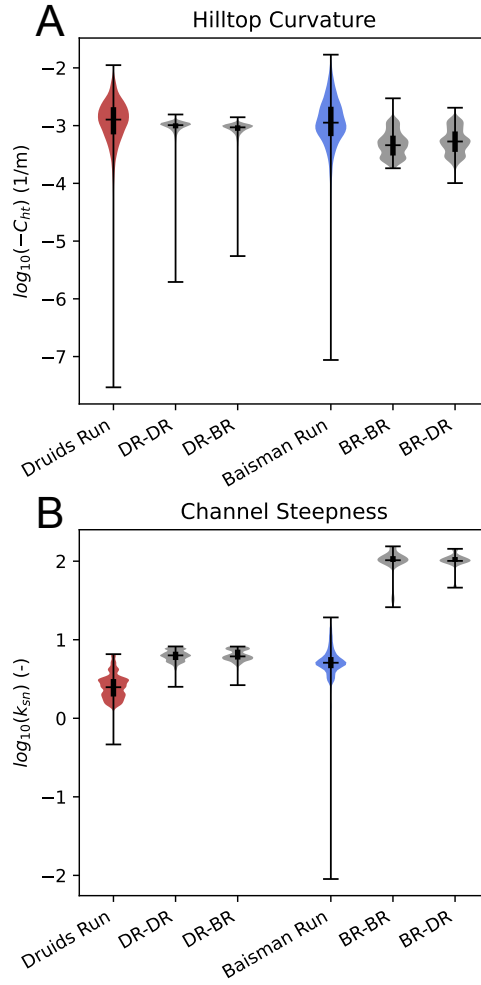 A
Hilltop Curvature
log10(−Cht) (1/m)
−2
−3
−4
−5
−6
−7
Druids Run
DR-DR
DR-BR
Baisman Run
BR-BR
BR-DR
B
Channel Steepness
log10(ksn) (-)
2
1
0
−1
−2
Druids Run
DR-DR
DR-BR
Baisman Run
BR-BR
BR-DR